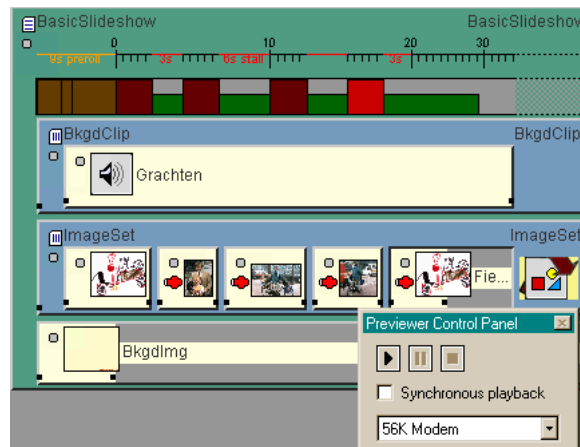 BasicSlideshow BasicSlideshow
0 10 20 30
9s preroll 3s 6s stall 3s
BkgdClip BkgdClip
Grachten
ImageSet ImageSet
Fie...
BkgdImg
Previewer Control Panel
Synchronous playback
56K Modem